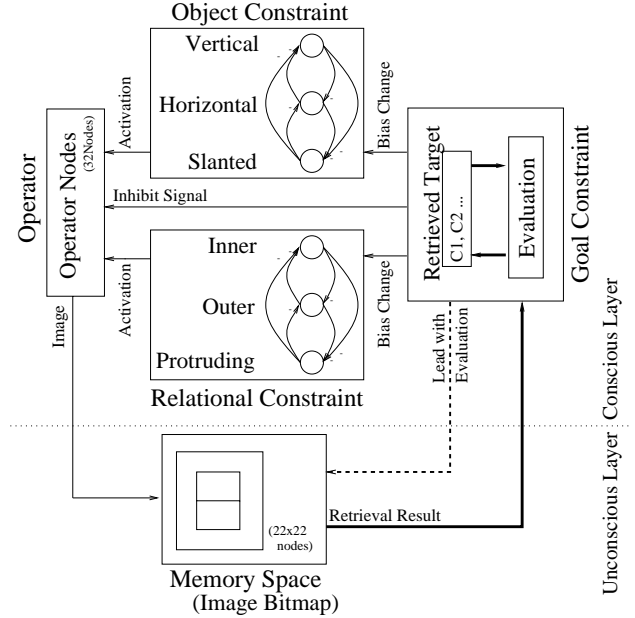 Object Constraint
Vertical
Horizontal
Slanted
Activation
Bias Change
Operator
Operator Nodes
(32Nodes)
Inhibit Signal
Retrieved Target
C1, C2 ...
Evaluation
Goal Constraint
Inner
Outer
Protruding
Activation
Bias Change
Relational Constraint
Image
Lead with
Evaluation
Conscious Layer
Unconscious Layer
(22x22
nodes)
Retrieval Result
Memory Space
(Image Bitmap)